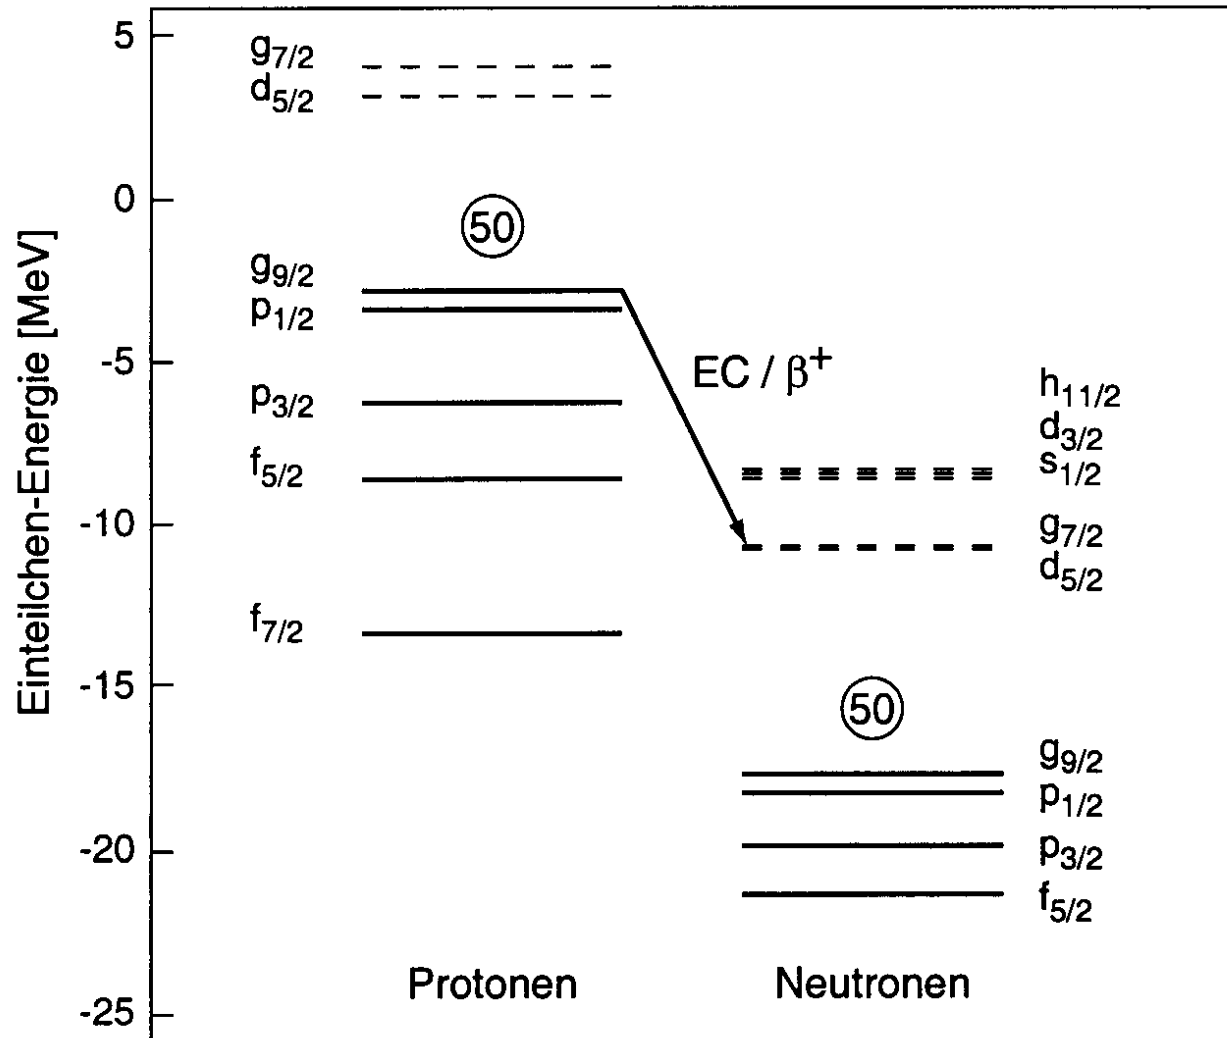 Einteilchen-Energie [MeV]
5
0
-5
-10
-15
-20
-25
g7/2
d5/2
50
g9/2
p1/2
p3/2
f5/2
f7/2
EC / β+
h11/2
d3/2
s1/2
g7/2
d5/2
50
g9/2
p1/2
p3/2
f5/2
Protonen
Neutronen